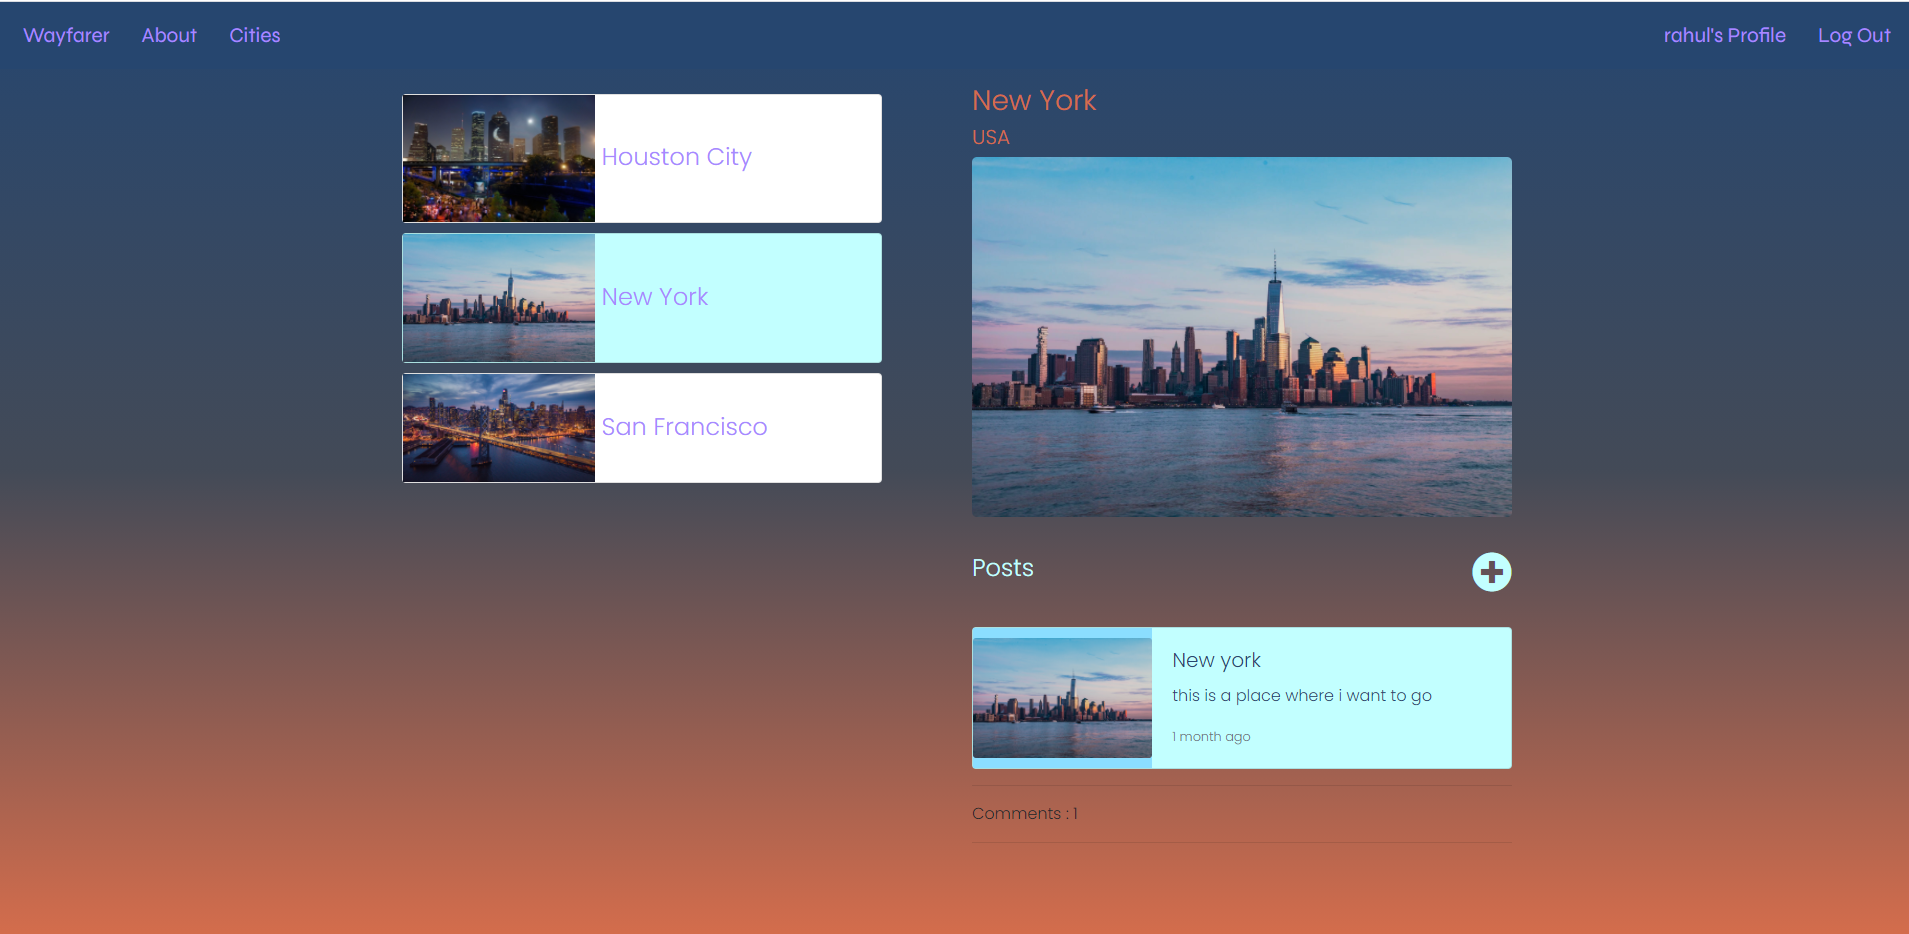 Wayfarer About Cities rahul's Profile Log Out
Houston City
New York
San Francisco
New York
USA
Posts
New york
this is a place where i want to go
1 month ago
Comments : 1